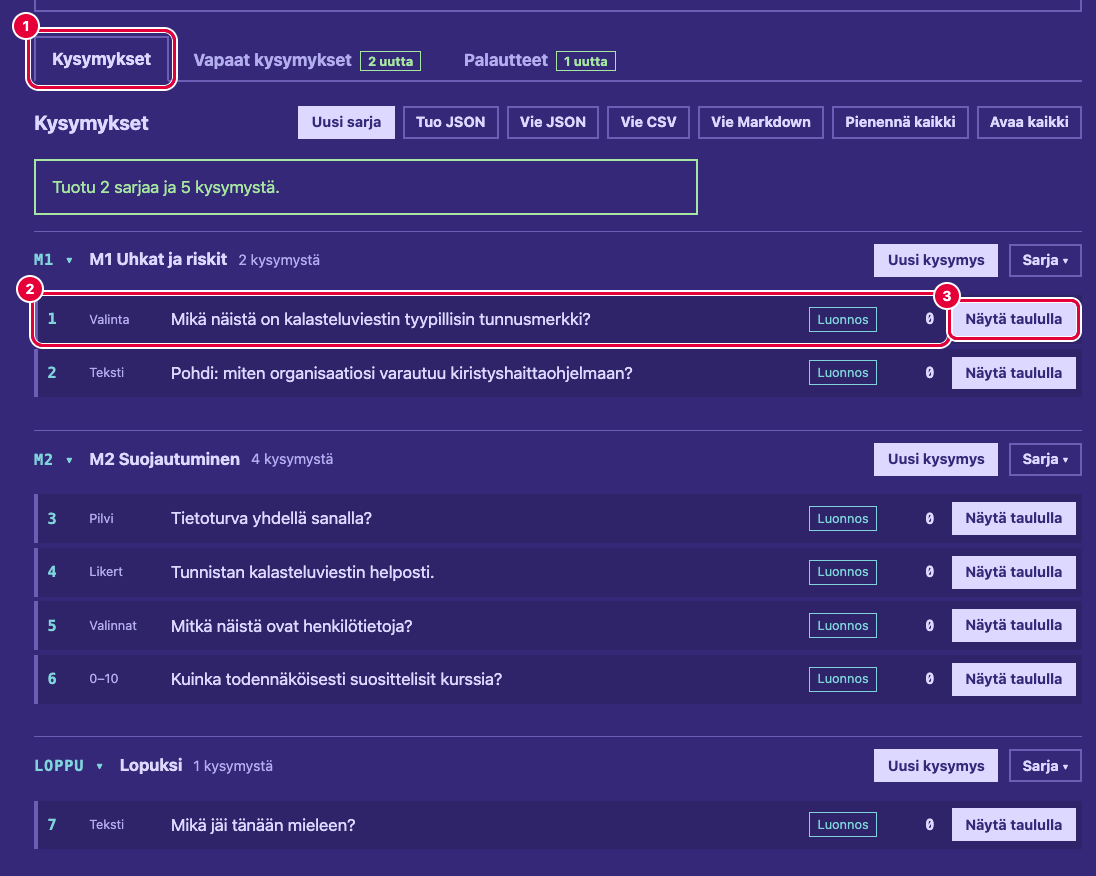 1
Kysymykset Vapaat kysymykset 2 uutta Palautteet 1 uutta
Kysymykset Uusi sarja Tuo JSON Vie JSON Vie CSV Vie Markdown Pienennä kaikki Avaa kaikki
Tuotu 2 sarjaa ja 5 kysymystä.
M1 ▾ M1 Uhkat ja riskit 2 kysymystä Uusi kysymys Sarja ▾
2 3
1 Valinta Mikä näistä on kalasteluviestin tyypillisin tunnusmerkki? Luonnos 0 Näytä taululla
2 Teksti Pohdi: miten organisaatiosi varautuu kiristyshaittaohjelmaan? Luonnos 0 Näytä taululla
M2 ▾ M2 Suojautuminen 4 kysymystä Uusi kysymys Sarja ▾
3 Pilvi Tietoturva yhdellä sanalla? Luonnos 0 Näytä taululla
4 Likert Tunnistan kalasteluviestin helposti. Luonnos 0 Näytä taululla
5 Valinnat Mitkä näistä ovat henkilötietoja? Luonnos 0 Näytä taululla
6 0–10 Kuinka todennäköisesti suosittelisit kurssia? Luonnos 0 Näytä taululla
LOPPU ▾ Lopuksi 1 kysymystä Uusi kysymys Sarja ▾
7 Teksti Mikä jäi tänään mieleen? Luonnos 0 Näytä taululla